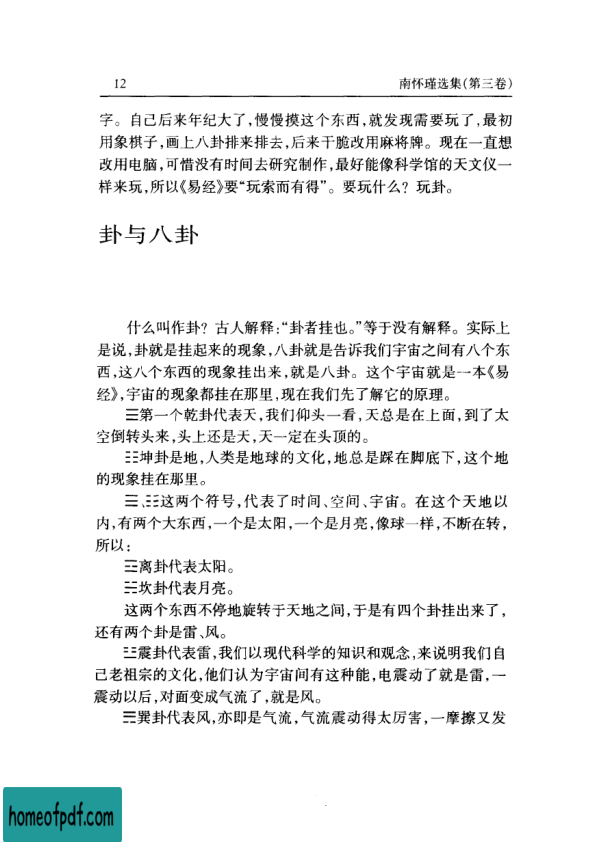 12 南怀瑾选集(第三卷)
字。自己后来年纪大了,慢慢摸这个东西,就发现需要玩了,最初
用象棋子,画上八卦排来排去,后来干脆改用麻将牌。现在一直想
改用电脑,可惜没有时间去研究制作,最好能像科学馆的天文仪一
样来玩,所以《易经》要“玩索而有得”。要玩什么?玩卦。
卦与八卦
什么叫作卦?古人解释:“卦者挂也。”等于没有解释。实际上
是说,卦就是挂起来的现象,八卦就是告诉我们宇宙之间有八个东
西,这八个东西的现象挂出来,就是八卦。这个宇宙就是一本《易
经》,宇宙的现象都挂在那里,现在我们先了解它的原理。
☰第一个乾卦代表天,我们仰头一看,天总是在上面,到了太
空倒转头来,头上还是天,天一定在头顶的。
☷坤卦是地,人类是地球的文化,地总是踩在脚底下,这个地
的现象挂在那里。
☰、☷这两个符号,代表了时间、空间、宇宙。在这个天地以
内,有两个大东西,一个是太阳,一个是月亮,像球一样,不断在转,
所以:
☲离卦代表太阳。
☵坎卦代表月亮。
这两个东西不停地旋转于天地之间,于是有四个卦挂出来了,
还有两个卦是雷、风。
☳震卦代表雷,我们以现代科学的知识和观念,来说明我们自
己老祖宗的文化,他们认为宇宙间有这种能,电震动了就是雷,一
震动以后,对面变成气流了,就是风。
☴巽卦代表风,亦即是气流,气流震动得太厉害,一摩擦又发
homeofpdf.com